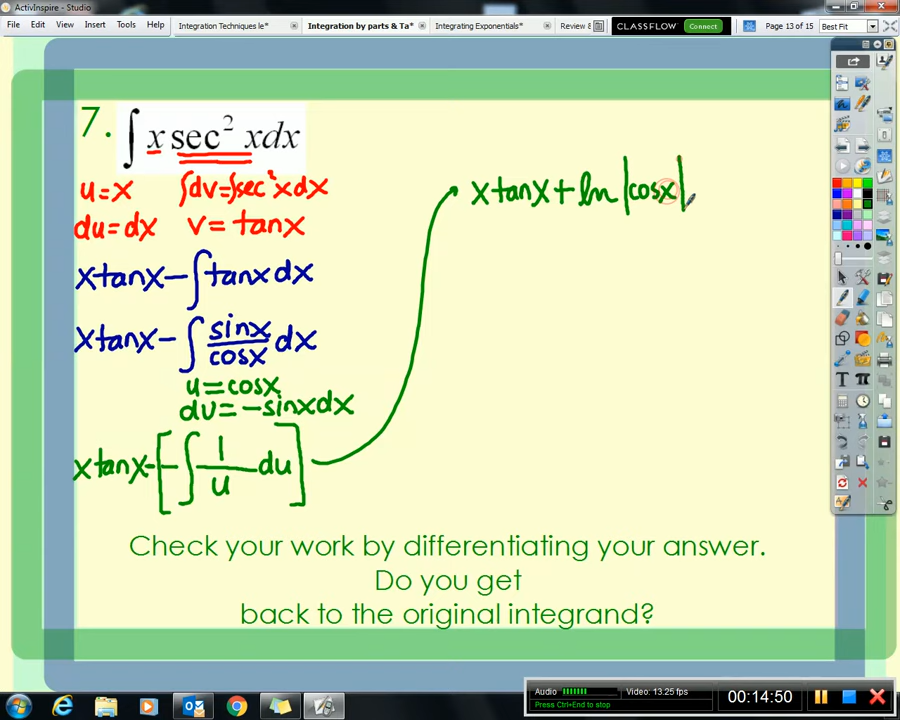 ActivInspire - Studio
File Edit View Insert Tools Help
Integration Techniques le*
Integration by parts & Ta*
Integrating Exponentials*
Review 8
CLASSFLOW Connect
Page 13 of 15
Best Fit
7. ∫ x sec² xdx
u=x ∫dv=∫sec²xdx
du=dx v= tanx
xtanx-∫tanxdx
xtanx-∫ sinx/cosx dx
u=cosx
du= -sinxdx
xtanx-[-∫ 1/u du]
xtanx+ln|cosx|
Check your work by differentiating your answer.
Do you get
back to the original integrand?
Audio
Video: 13.25 fps
Press Ctrl+End to stop
00:14:50